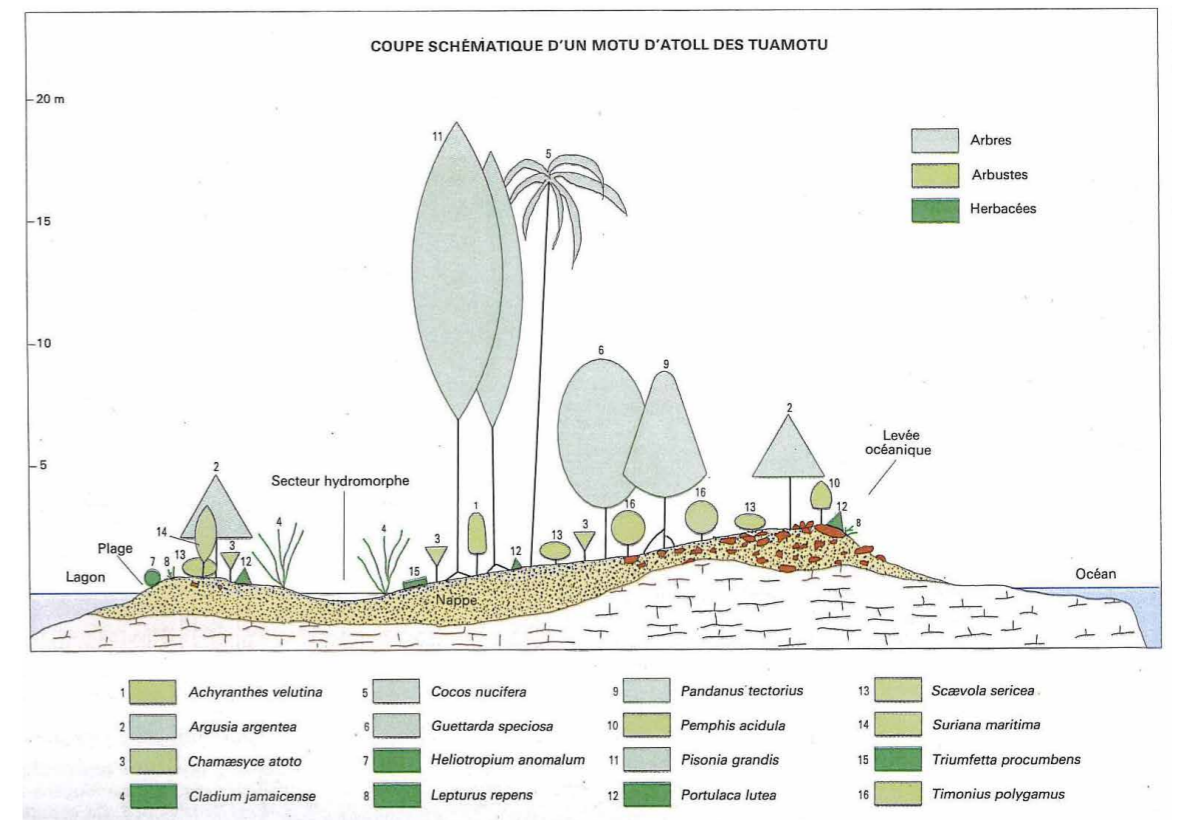 COUPE SCHÉMATIQUE D'UN MOTU D'ATOLL DES TUAMOTU
20 m
15
10
5
Arbres
Arbustes
Herbacées
11
5
6
9
2
Levée
océanique
10
12
8
16
16
13
2
Secteur hydromorphe
14
4
4
1
3
13
3
12
15
Plage
7
8
13
3
12
Lagon
Nappe
Océan
1 Achyranthes velutina
2 Argusia argentea
3 Chamæsyce atoto
4 Cladium jamaicense
5 Cocos nucifera
6 Guettarda speciosa
7 Heliotropium anomalum
8 Lepturus repens
9 Pandanus tectorius
10 Pemphis acidula
11 Pisonia grandis
12 Portulaca lutea
13 Scævola sericea
14 Suriana maritima
15 Triumfetta procumbens
16 Timonius polygamus